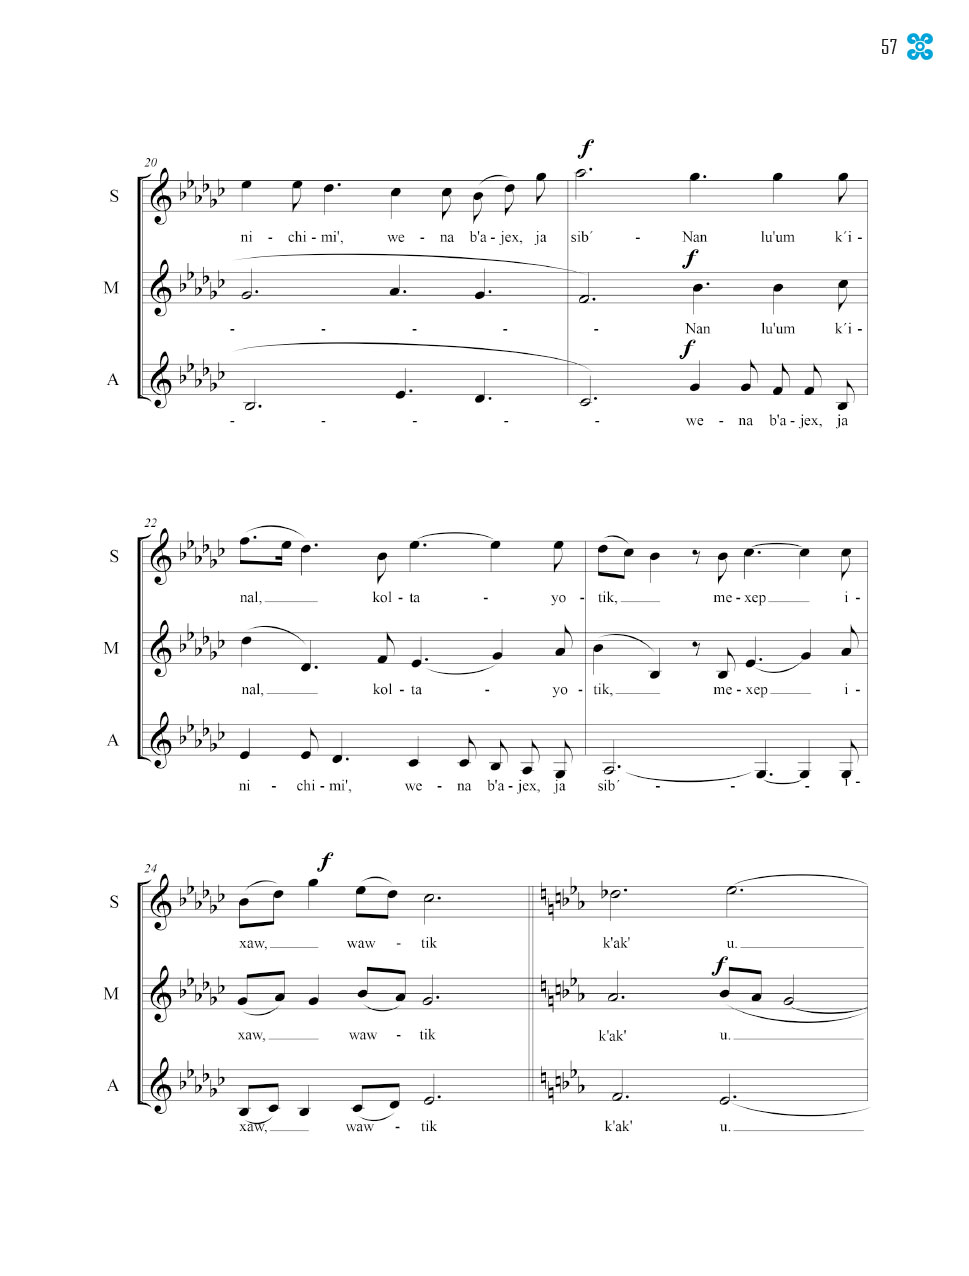 57
20
f
S
ni - chi - mi', we - na b'a - jex, ja sib´ - Nan lu'um k´i -
f
M
- - - - - Nan lu'um k´i -
f
A
- - - - - we - na b'a - jex, ja
22
S
nal, kol - ta - yo - tik, me - xep i -
M
nal, kol - ta - yo - tik, me - xep i -
A
ni - chi - mi', we - na b'a - jex, ja sib´ - - - i -
24
f
S
xaw, waw - tik k'ak' u.
f
M
xaw, waw - tik k'ak' u.
A
xaw, waw - tik k'ak' u.